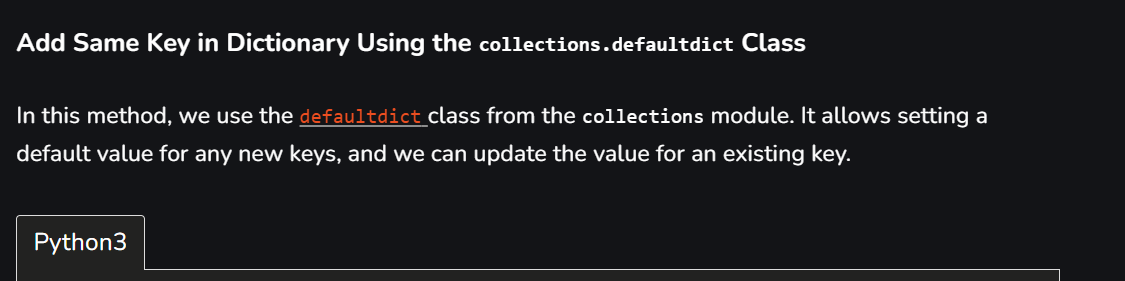 Add Same Key in Dictionary Using the collections.defaultdict Class
In this method, we use the defaultdict class from the collections module. It allows setting a
default value for any new keys, and we can update the value for an existing key.
Python3